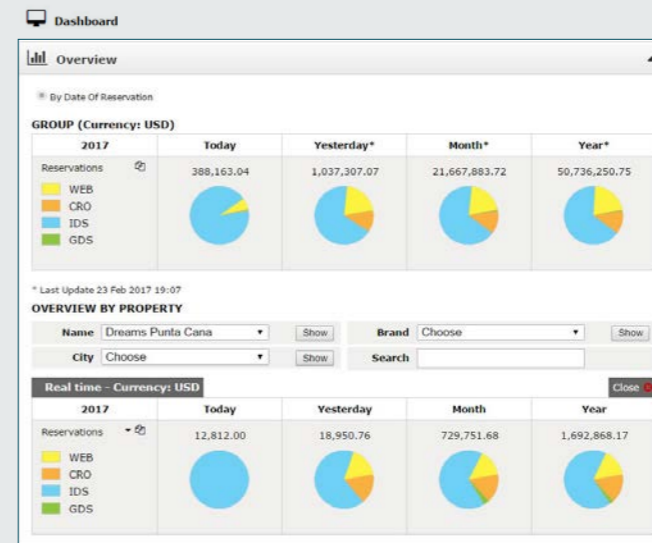 Dashboard
Overview
By Date Of Reservation
GROUP (Currency: USD)
2017 Today Yesterday* Month* Year*
Reservations 388,163.04 1,037,307.07 21,667,883.72 50,736,250.75
WEB
CRO
IDS
GDS
* Last Update 23 Feb 2017 19:07
OVERVIEW BY PROPERTY
Name Dreams Punta Cana Show Brand Choose Show
City Choose Show Search
Real time - Currency: USD Close
2017 Today Yesterday Month Year
Reservations 12,812.00 18,950.76 729,751.68 1,692,868.17
WEB
CRO
IDS
GDS